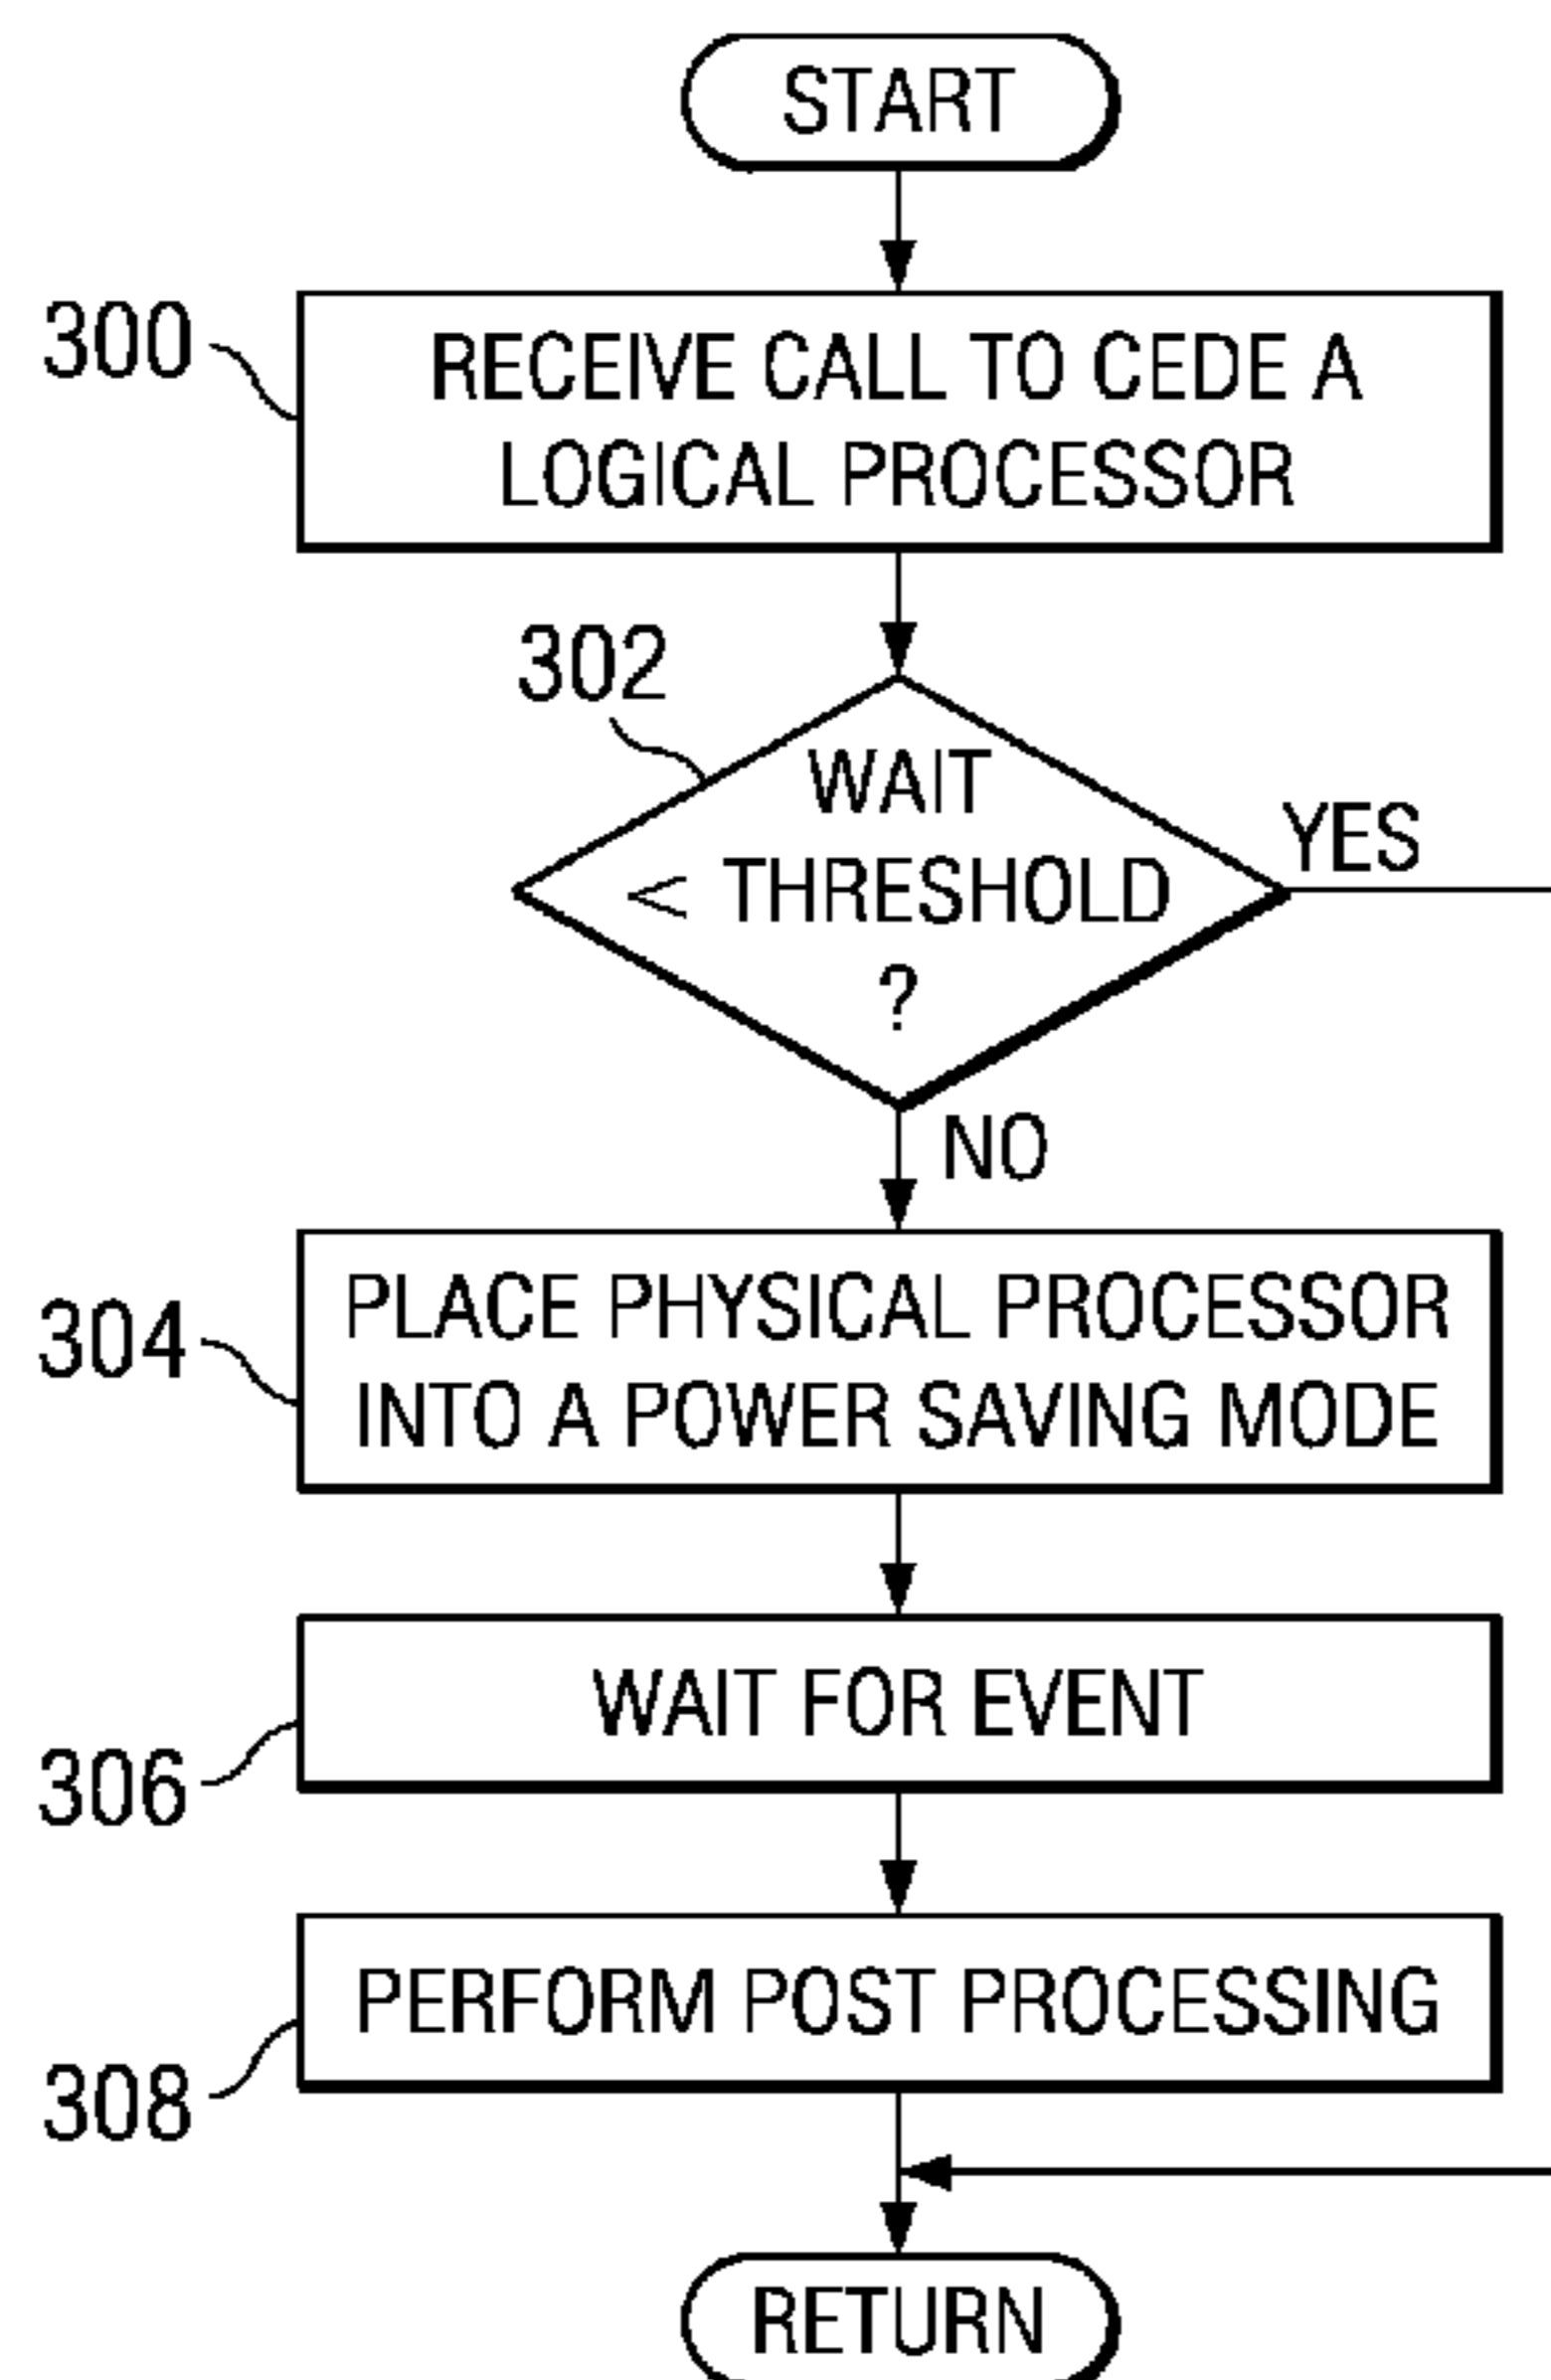 START
300
RECEIVE CALL TO CEDE A
LOGICAL PROCESSOR
302
WAIT
< THRESHOLD
?
YES
NO
304
PLACE PHYSICAL PROCESSOR
INTO A POWER SAVING MODE
306
WAIT FOR EVENT
308
PERFORM POST PROCESSING
RETURN